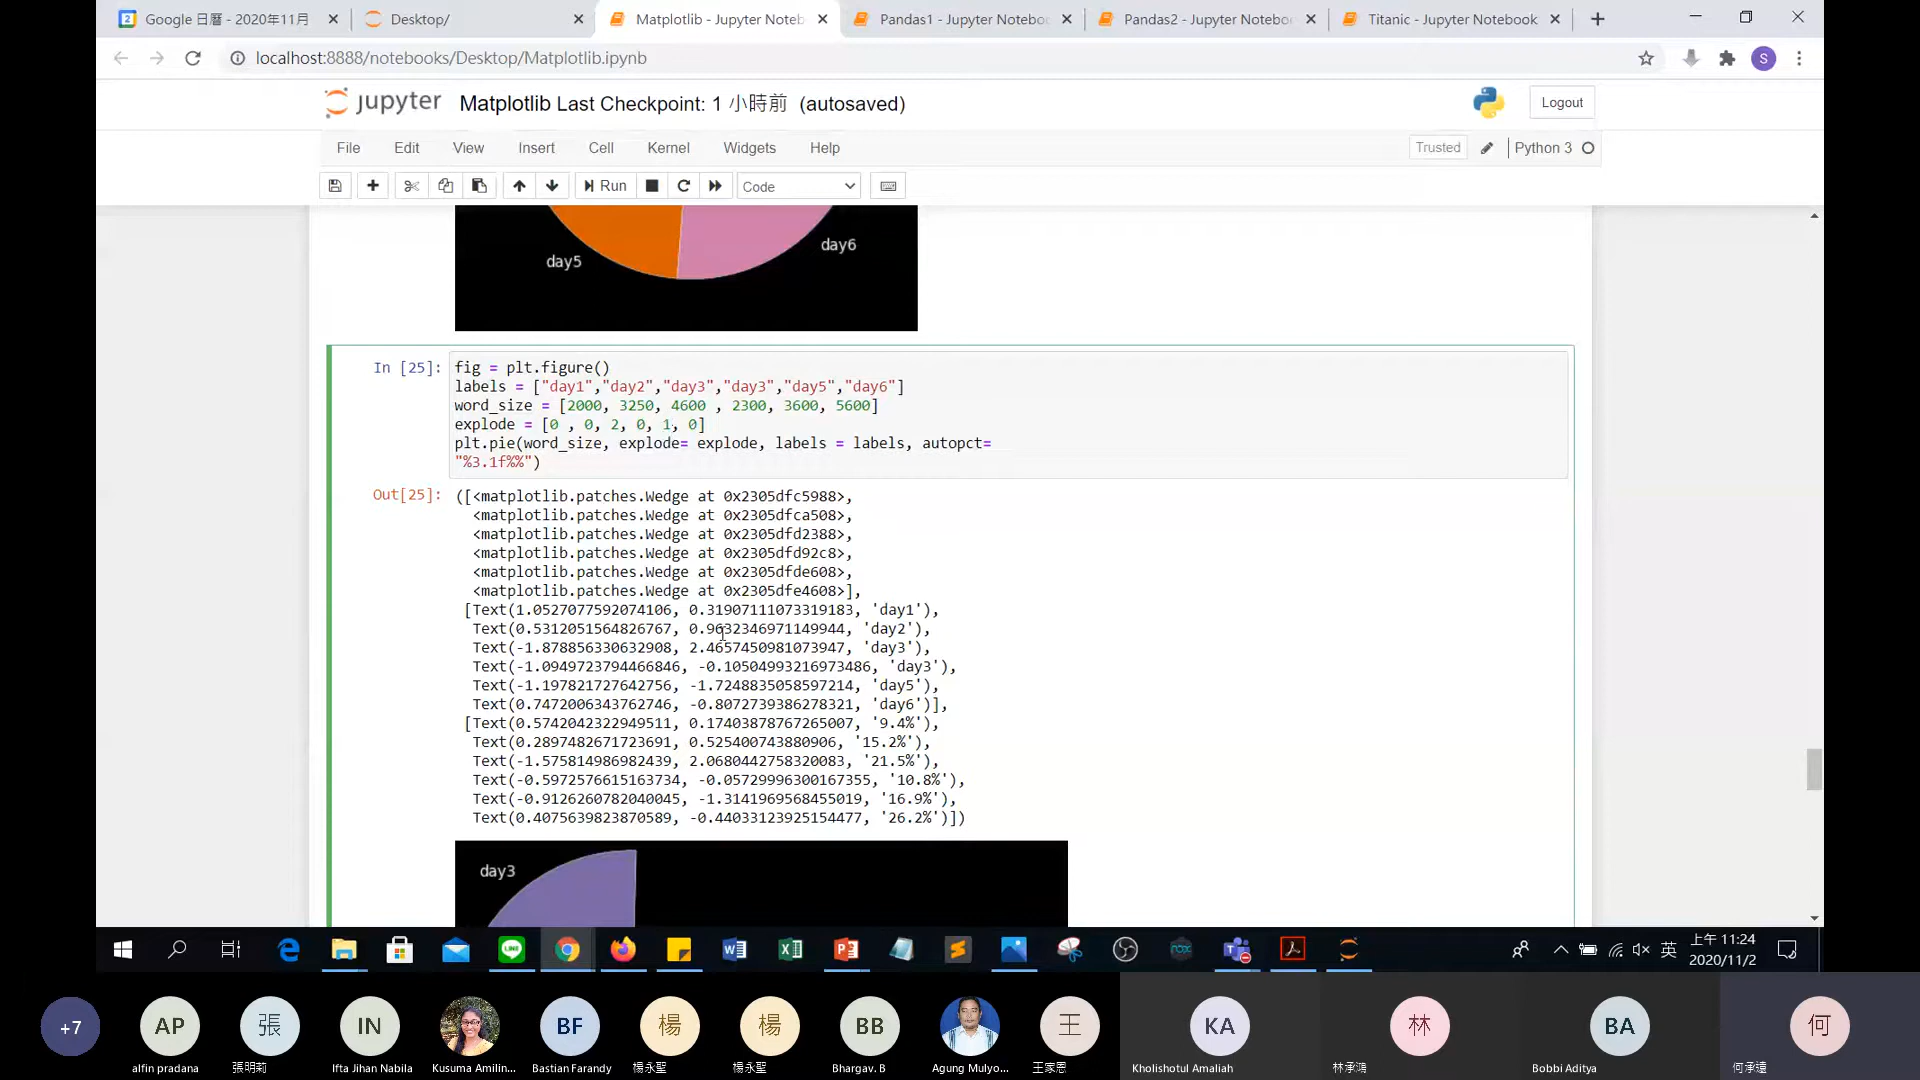 Google 日曆 - 2020年11月
Desktop/
Matplotlib - Jupyter Noteb
Pandas1 - Jupyter Notebo
Pandas2 - Jupyter Notebo
Titanic - Jupyter Notebook
localhost:8888/notebooks/Desktop/Matplotlib.ipynb
S
jupyter
Matplotlib Last Checkpoint: 1 小時前 (autosaved)
Logout
File Edit View Insert Cell Kernel Widgets Help
Trusted
Python 3
Run
Code
day5
day6
In [25]:
fig = plt.figure()
labels = ["day1","day2","day3","day3","day5","day6"]
word_size = [2000, 3250, 4600 , 2300, 3600, 5600]
explode = [0 , 0, 2, 0, 1, 0]
plt.pie(word_size, explode= explode, labels = labels, autopct=
"%3.1f%%")
Out[25]:
([<matplotlib.patches.Wedge at 0x2305dfc5988>,
<matplotlib.patches.Wedge at 0x2305dfca508>,
<matplotlib.patches.Wedge at 0x2305dfd2388>,
<matplotlib.patches.Wedge at 0x2305dfd92c8>,
<matplotlib.patches.Wedge at 0x2305dfde608>,
<matplotlib.patches.Wedge at 0x2305dfe4608>],
[Text(1.0527077592074106, 0.31907111073319183, 'day1'),
Text(0.5312051564826767, 0.9632346971149944, 'day2'),
Text(-1.878856330632908, 2.4657450981073947, 'day3'),
Text(-1.0949723794466846, -0.10504993216973486, 'day3'),
Text(-1.197821727642756, -1.7248835058597214, 'day5'),
Text(0.7472006343762746, -0.8072739386278321, 'day6')],
[Text(0.5742042322949511, 0.17403878767265007, '9.4%'),
Text(0.2897482671723691, 0.525400743880906, '15.2%'),
Text(-1.575814986982439, 2.0680442758320083, '21.5%'),
Text(-0.5972576615163734, -0.05729996300167355, '10.8%'),
Text(-0.9126260782040045, -1.3141969568455019, '16.9%'),
Text(0.4075639823870589, -0.44033123925154477, '26.2%')])
day3
英
上午 11:24
2020/11/2
+7
AP
張
IN
BF
楊
楊
BB
王
KA
林
BA
何
alfin pradana
張明莉
Ifta Jihan Nabila
Kusuma Amilin...
Bastian Farandy
楊永聖
楊永聖
Bhargav. B
Agung Mulyo...
王家恩
Kholishotul Amaliah
林承鴻
Bobbi Aditya